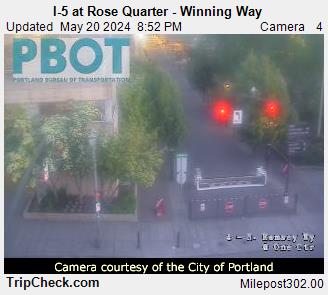 I-5 at Rose Quarter - Winning Way
Updated May 20 2024 8:52 PM Camera 4
PBOT
PORTLAND BUREAU OF TRANSPORTATION
Camera courtesy of the City of Portland
TripCheck.com Milepost302.00